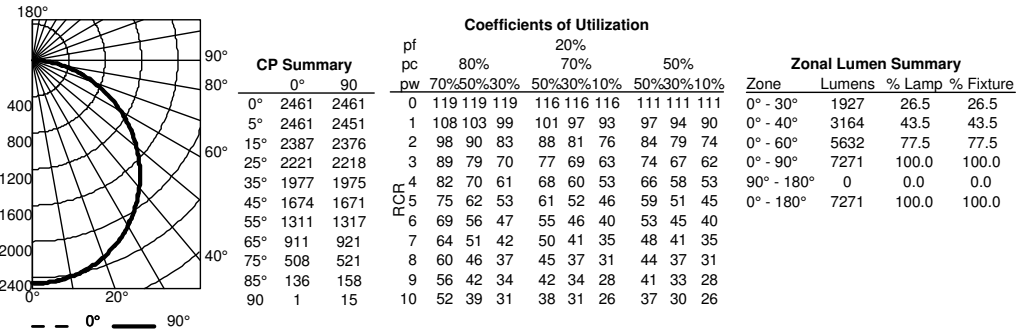 180°
90°
80°
60°
40°
20°
0°
400
800
1200
1600
2000
2400
0° 90°
CP Summary
0° 90
0° 2461 2461
5° 2461 2451
15° 2387 2376
25° 2221 2218
35° 1977 1975
45° 1674 1671
55° 1311 1317
65° 911 921
75° 508 521
85° 136 158
90 1 15
Coefficients of Utilization
pf 20%
pc 80% 70% 50%
pw 70%50%30% 50%30%10% 50%30%10%
RCR
0 119 119 119 116 116 116 111 111 111
1 108 103 99 101 97 93 97 94 90
2 98 90 83 88 81 76 84 79 74
3 89 79 70 77 69 63 74 67 62
4 82 70 61 68 60 53 66 58 53
5 75 62 53 61 52 46 59 51 45
6 69 56 47 55 46 40 53 45 40
7 64 51 42 50 41 35 48 41 35
8 60 46 37 45 37 31 44 37 31
9 56 42 34 42 34 28 41 33 28
10 52 39 31 38 31 26 37 30 26
Zonal Lumen Summary
Zone Lumens % Lamp % Fixture
0° - 30° 1927 26.5 26.5
0° - 40° 3164 43.5 43.5
0° - 60° 5632 77.5 77.5
0° - 90° 7271 100.0 100.0
90° - 180° 0 0.0 0.0
0° - 180° 7271 100.0 100.0